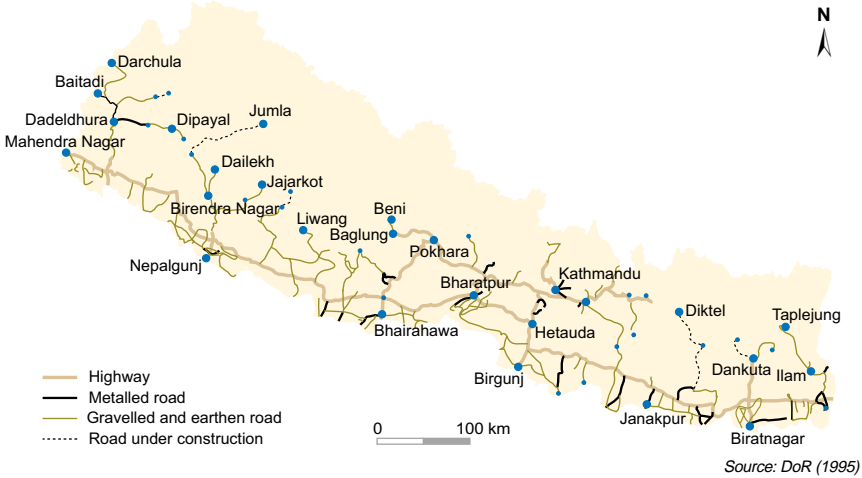 N
Darchula
Baitadi
Dadeldhura
Dipayal
Jumla
Mahendra Nagar
Dailekh
Jajarkot
Birendra Nagar
Beni
Liwang
Baglung
Pokhara
Nepalgunj
Kathmandu
Bharatpur
Bhairahawa
Hetauda
Diktel
Taplejung
Birgunj
Dankuta
Ilam
Janakpur
Biratnagar
Highway
Metalled road
Gravelled and earthen road
Road under construction
0 100 km
Source: DoR (1995)